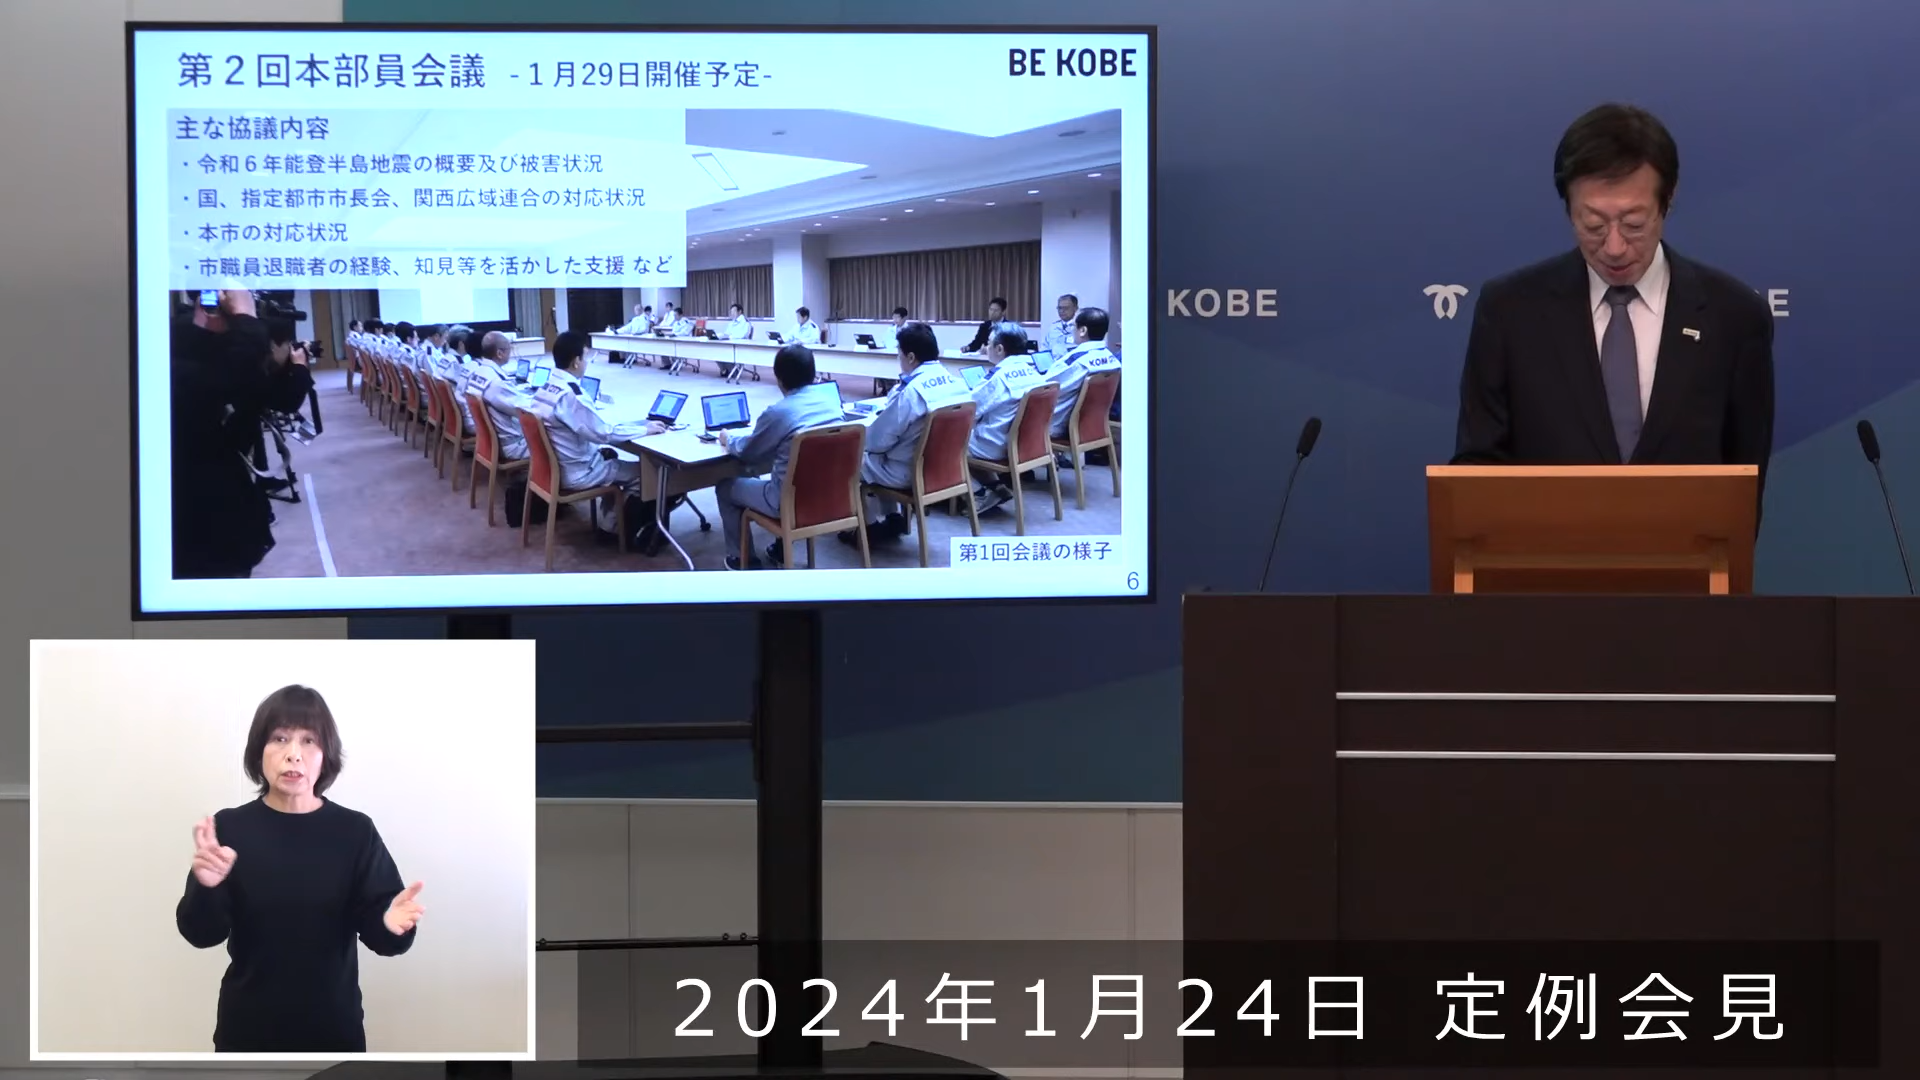 第2回本部員会議 -1月29日開催予定-
BE KOBE
主な協議内容
・令和6年能登半島地震の概要及び被害状況
・国、指定都市市長会、関西広域連合の対応状況
・本市の対応状況
・市職員退職者の経験、知見等を活かした支援 など
KOBE C
第1回会議の様子
6
KOBE
2024年1月24日 定例会見